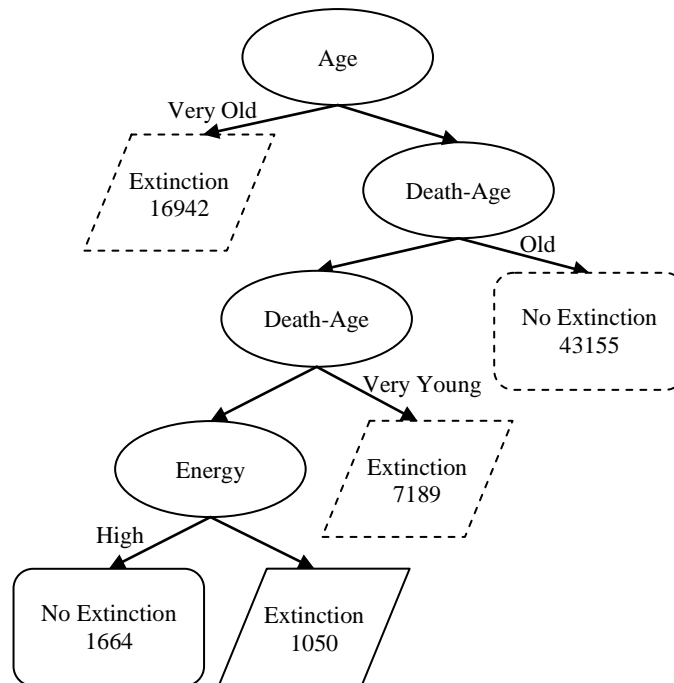 Age
Very Old
Extinction
16942
Death-Age
Old
Death-Age
No Extinction
43155
Very Young
Energy
Extinction
7189
High
No Extinction
1664
Extinction
1050